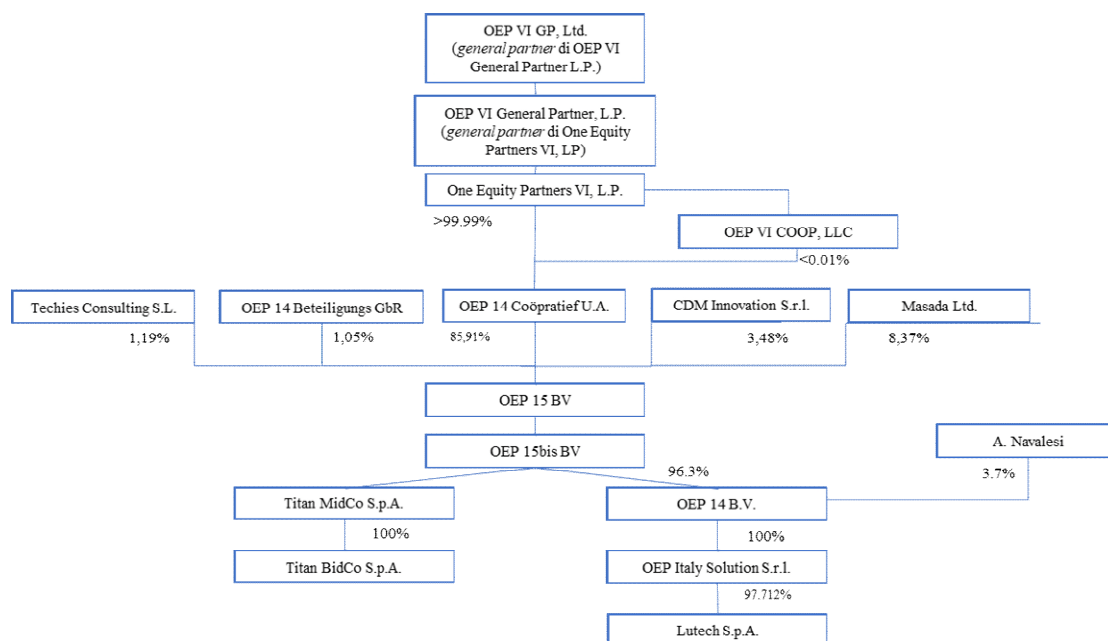 OEP VI GP, Ltd.
(general partner di OEP VI
General Partner L.P.)
OEP VI General Partner, L.P.
(general partner di One Equity
Partners VI, LP)
One Equity Partners VI, L.P.
>99.99%
OEP VI COOP, LLC
<0.01%
Techies Consulting S.L.
OEP 14 Beteiligungs GbR
OEP 14 Coöpratief U.A.
CDM Innovation S.r.l.
Masada Ltd.
1,19%
1,05%
85,91%
3,48%
8,37%
OEP 15 BV
OEP 15bis BV
A. Navalesi
96.3%
3.7%
Titan MidCo S.p.A.
OEP 14 B.V.
100%
100%
Titan BidCo S.p.A.
OEP Italy Solution S.r.l.
97.712%
Lutech S.p.A.